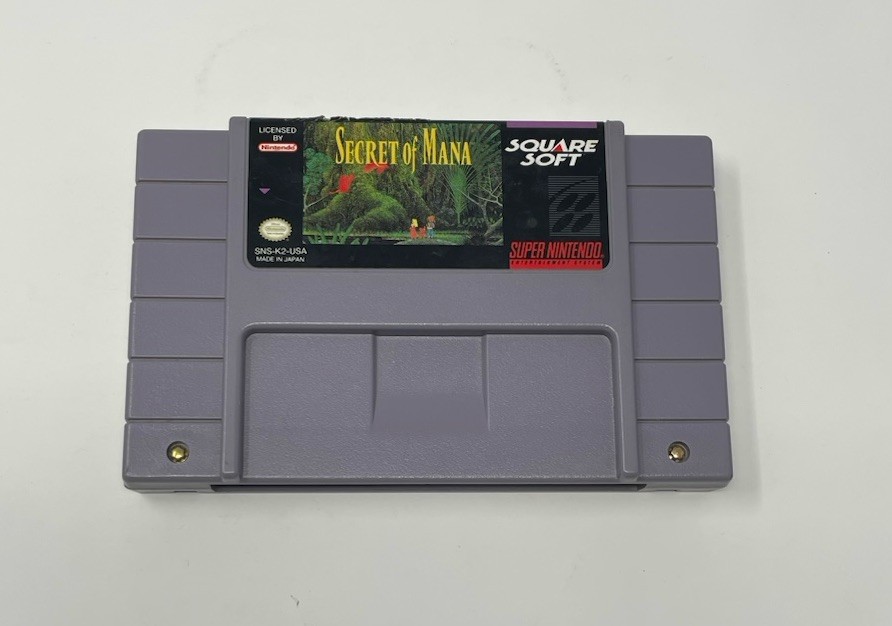 LICENSED
BY
Nintendo
SECRET of MANA
SQUARE
SOFT
SNS-K2-USA
MADE IN JAPAN
SUPER NINTENDO
ENTERTAINMENT SYSTEM